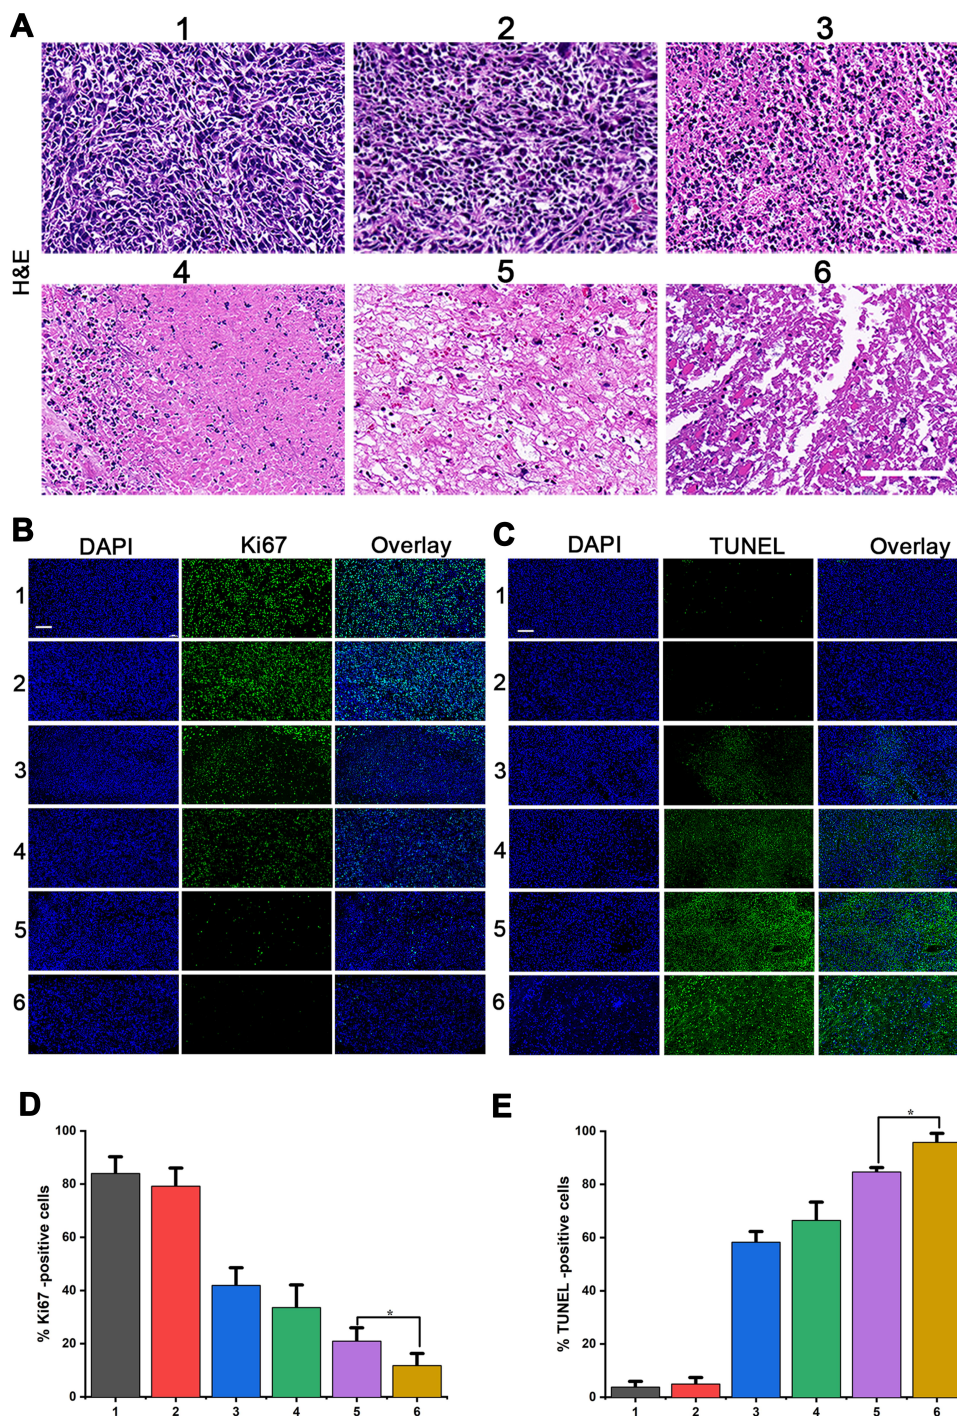 A
1 2 3
H&E
4 5 6
B
DAPI Ki67 Overlay
1
2
3
4
5
6
C
DAPI TUNEL Overlay
1
2
3
4
5
6
D
% Ki67 -positive cells
100
80
60
40
20
0
*
1 2 3 4 5 6
E
% TUNEL -positive cells
100
80
60
40
20
0
*
1 2 3 4 5 6